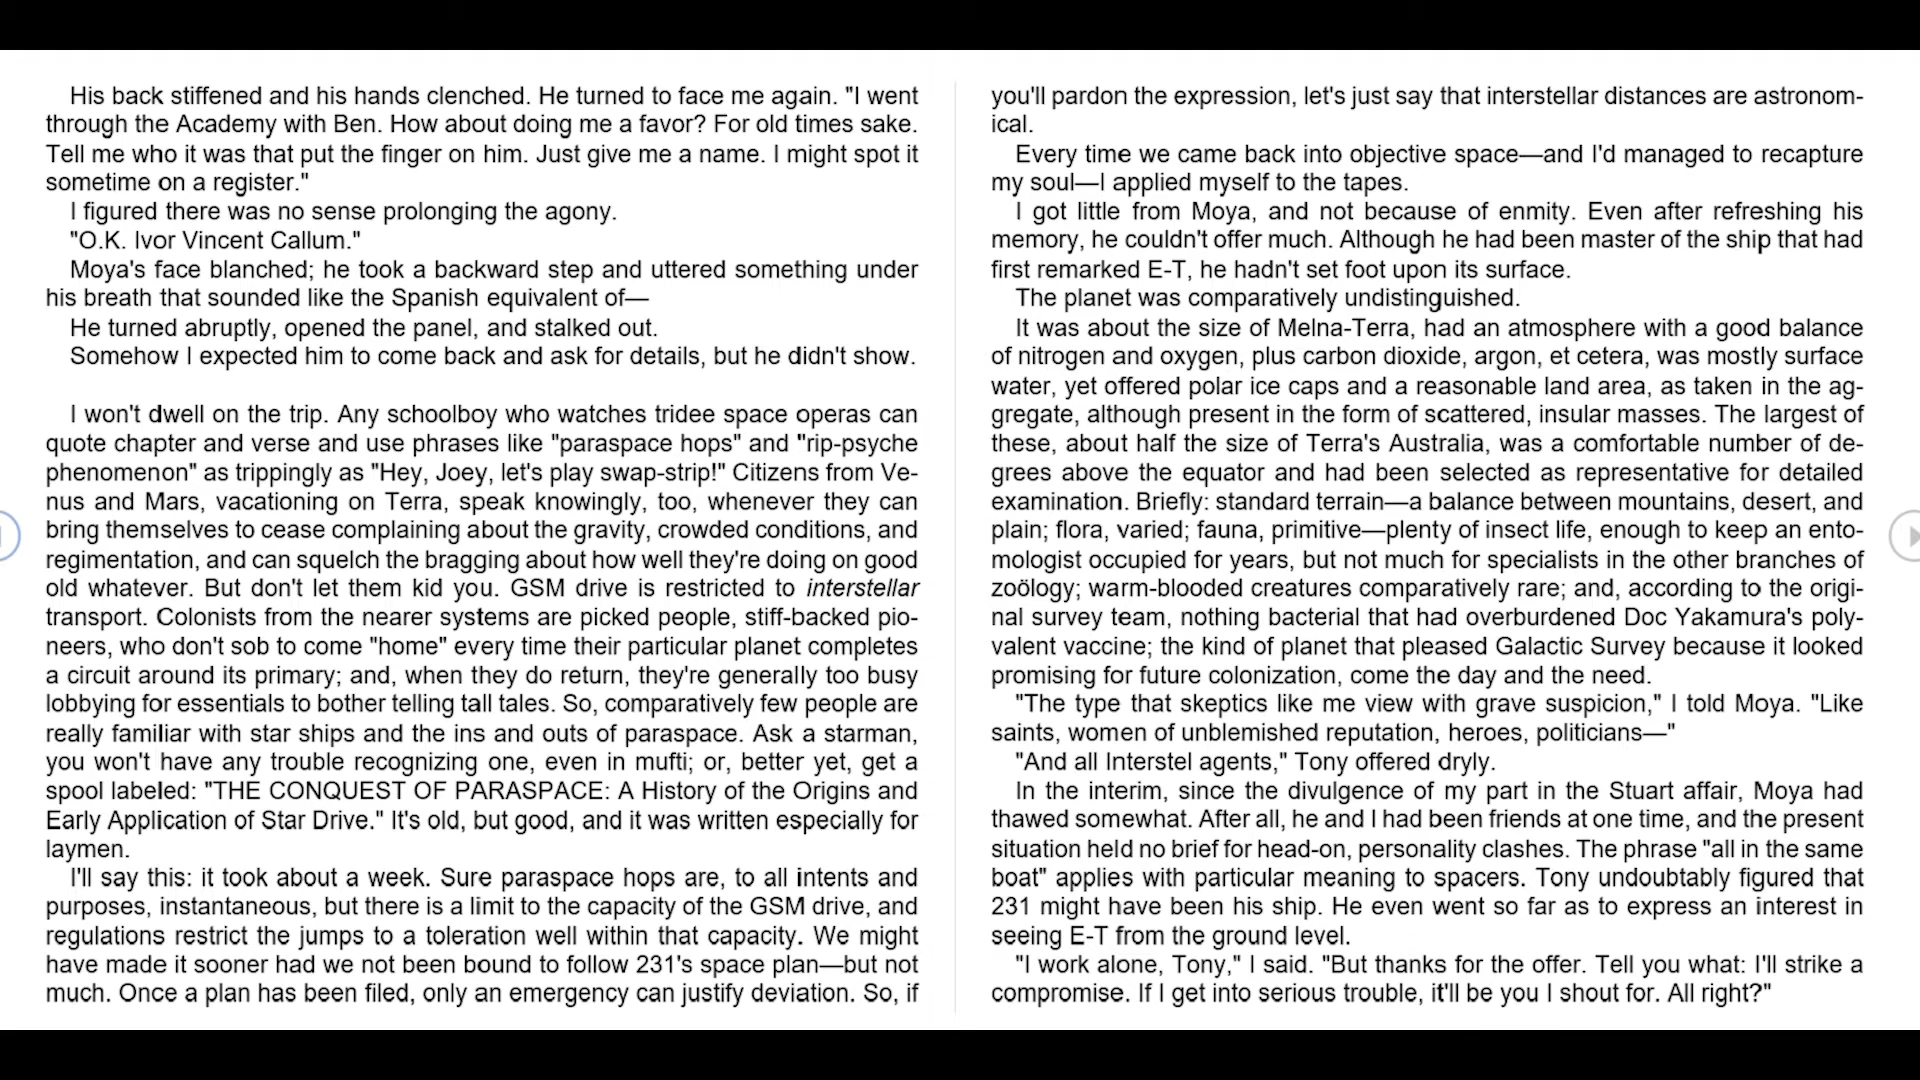 His back stiffened and his hands clenched. He turned to face me again. "I went
through the Academy with Ben. How about doing me a favor? For old times sake.
Tell me who it was that put the finger on him. Just give me a name. I might spot it
sometime on a register."
I figured there was no sense prolonging the agony.
"O.K. Ivor Vincent Callum."
Moya's face blanched; he took a backward step and uttered something under
his breath that sounded like the Spanish equivalent of—
He turned abruptly, opened the panel, and stalked out.
Somehow I expected him to come back and ask for details, but he didn't show.
I won't dwell on the trip. Any schoolboy who watches tridee space operas can
quote chapter and verse and use phrases like "paraspace hops" and "rip-psyche
phenomenon" as trippingly as "Hey, Joey, let's play swap-strip!" Citizens from Ve-
nus and Mars, vacationing on Terra, speak knowingly, too, whenever they can
bring themselves to cease complaining about the gravity, crowded conditions, and
regimentation, and can squelch the bragging about how well they're doing on good
old whatever. But don't let them kid you. GSM drive is restricted to interstellar
transport. Colonists from the nearer systems are picked people, stiff-backed pio-
neers, who don't sob to come "home" every time their particular planet completes
a circuit around its primary; and, when they do return, they're generally too busy
lobbying for essentials to bother telling tall tales. So, comparatively few people are
really familiar with star ships and the ins and outs of paraspace. Ask a starman,
you won't have any trouble recognizing one, even in mufti; or, better yet, get a
spool labeled: "THE CONQUEST OF PARASPACE: A History of the Origins and
Early Application of Star Drive." It's old, but good, and it was written especially for
laymen.
I'll say this: it took about a week. Sure paraspace hops are, to all intents and
purposes, instantaneous, but there is a limit to the capacity of the GSM drive, and
regulations restrict the jumps to a toleration well within that capacity. We might
have made it sooner had we not been bound to follow 231's space plan—but not
much. Once a plan has been filed, only an emergency can justify deviation. So, if
you'll pardon the expression, let's just say that interstellar distances are astronom-
ical.
Every time we came back into objective space—and I'd managed to recapture
my soul—I applied myself to the tapes.
I got little from Moya, and not because of enmity. Even after refreshing his
memory, he couldn't offer much. Although he had been master of the ship that had
first remarked E-T, he hadn't set foot upon its surface.
The planet was comparatively undistinguished.
It was about the size of Melna-Terra, had an atmosphere with a good balance
of nitrogen and oxygen, plus carbon dioxide, argon, et cetera, was mostly surface
water, yet offered polar ice caps and a reasonable land area, as taken in the ag-
gregate, although present in the form of scattered, insular masses. The largest of
these, about half the size of Terra's Australia, was a comfortable number of de-
grees above the equator and had been selected as representative for detailed
examination. Briefly: standard terrain—a balance between mountains, desert, and
plain; flora, varied; fauna, primitive—plenty of insect life, enough to keep an ento-
mologist occupied for years, but not much for specialists in the other branches of
zoölogy; warm-blooded creatures comparatively rare; and, according to the origi-
nal survey team, nothing bacterial that had overburdened Doc Yakamura's poly-
valent vaccine; the kind of planet that pleased Galactic Survey because it looked
promising for future colonization, come the day and the need.
"The type that skeptics like me view with grave suspicion," I told Moya. "Like
saints, women of unblemished reputation, heroes, politicians—"
"And all Interstel agents," Tony offered dryly.
In the interim, since the divulgence of my part in the Stuart affair, Moya had
thawed somewhat. After all, he and I had been friends at one time, and the present
situation held no brief for head-on, personality clashes. The phrase "all in the same
boat" applies with particular meaning to spacers. Tony undoubtably figured that
231 might have been his ship. He even went so far as to express an interest in
seeing E-T from the ground level.
"I work alone, Tony," I said. "But thanks for the offer. Tell you what: I'll strike a
compromise. If I get into serious trouble, it'll be you I shout for. All right?"